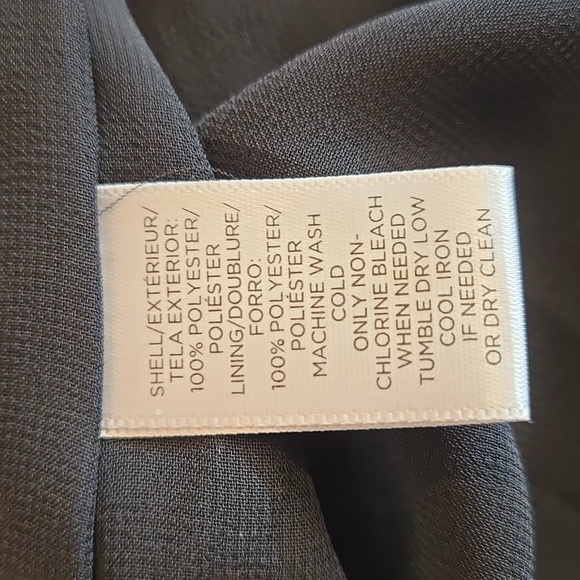 SHELL/EXTÉRIEUR/
TELA EXTERIOR:
100% POLYESTER/
POLIÉSTER
LINING/DOUBLURE/
FORRO:
100% POLYESTER/
POLIÉSTER
MACHINE WASH
COLD
ONLY NON-
CHLORINE BLEACH
WHEN NEEDED
TUMBLE DRY LOW
COOL IRON
IF NEEDED
OR DRY CLEAN